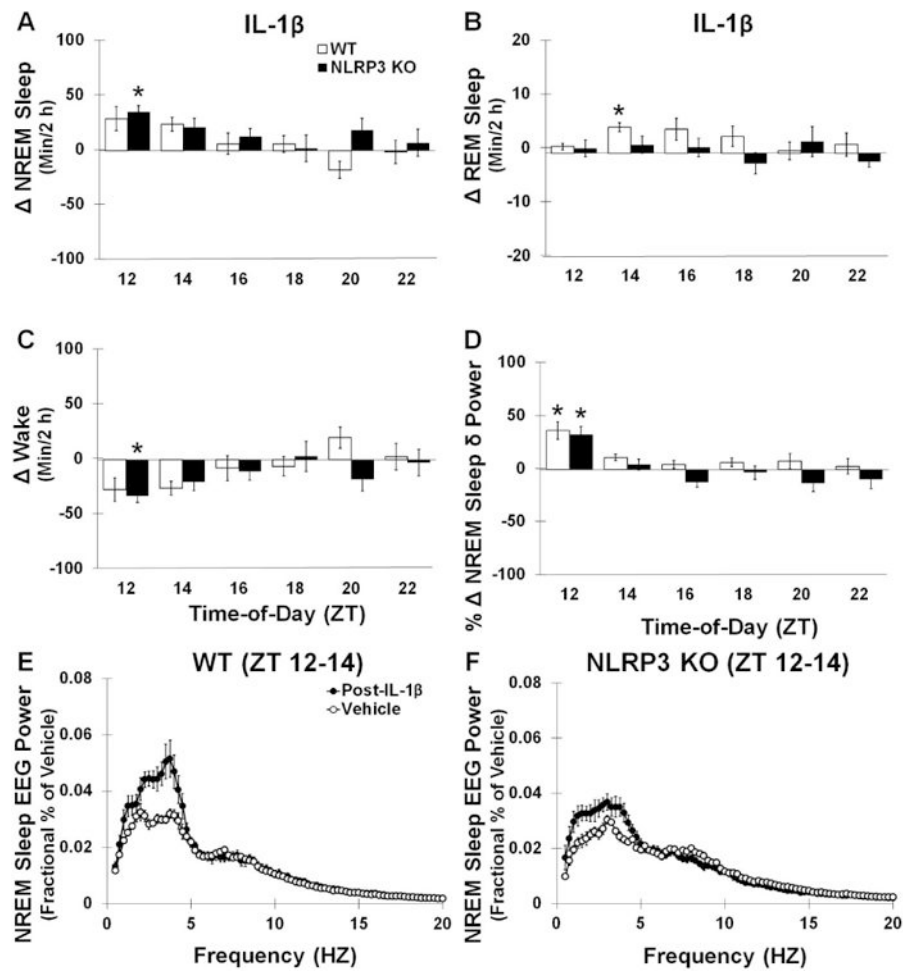 A
IL-1β
WT
NLRP3 KO
Δ NREM Sleep
(Min/2 h)
100
50
0
-50
-100
*
12 14 16 18 20 22
B
IL-1β
Δ REM Sleep
(Min/2 h)
20
10
0
-10
-20
*
12 14 16 18 20 22
C
Δ Wake
(Min/2 h)
100
50
0
-50
-100
*
12 14 16 18 20 22
Time-of-Day (ZT)
D
% Δ NREM Sleep δ Power
100
50
0
-50
-100
* *
12 14 16 18 20 22
Time-of-Day (ZT)
E
WT (ZT 12-14)
Post-IL-1β
Vehicle
NREM Sleep EEG Power
(Fractional % of Vehicle)
0.08
0.06
0.04
0.02
0
0 5 10 15 20
Frequency (HZ)
F
NLRP3 KO (ZT 12-14)
NREM Sleep EEG Power
(Fractional % of Vehicle)
0.08
0.06
0.04
0.02
0
0 5 10 15 20
Frequency (HZ)